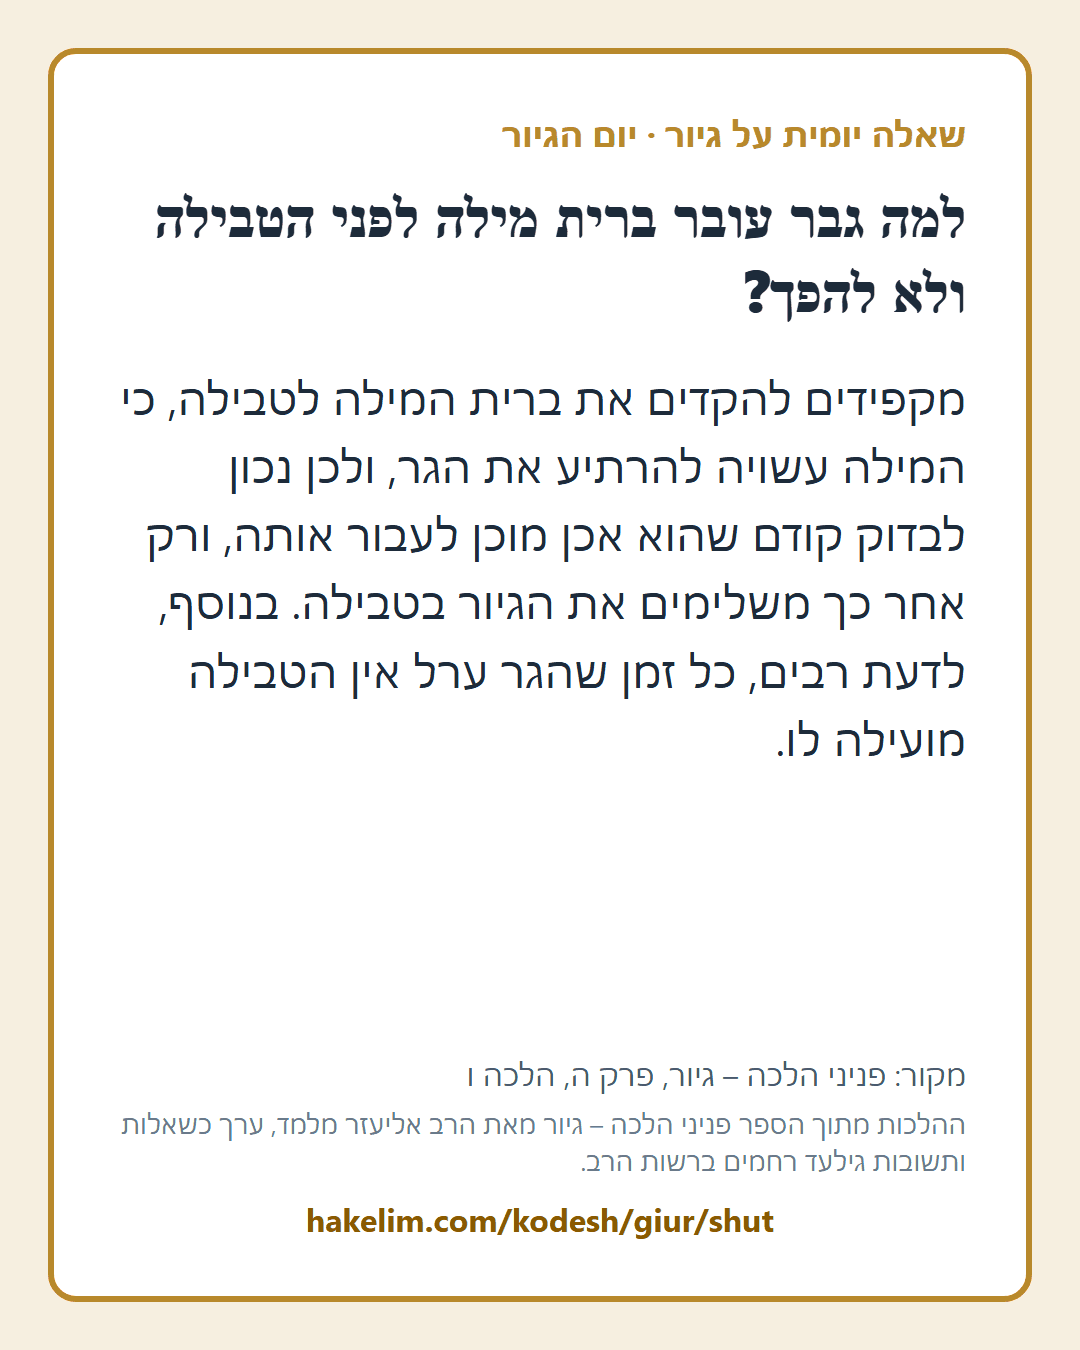 שאלה יומית על גיור · יום הגיור
למה גבר עובר ברית מילה לפני הטבילה
ולא להפך?
מקפידים להקדים את ברית המילה לטבילה, כי
המילה עשויה להרתיע את הגר, ולכן נכון
לבדוק קודם שהוא אכן מוכן לעבור אותה, ורק
אחר כך משלימים את הגיור בטבילה. בנוסף,
לדעת רבים, כל זמן שהגר ערל אין הטבילה
מועילה לו.
מקור: פניני הלכה – גיור, פרק ה, הלכה ו
ההלכות מתוך הספר פניני הלכה – גיור מאת הרב אליעזר מלמד, ערך כשאלות
ותשובות גילעד רחמים ברשות הרב.
hakelim.com/kodesh/giur/shut